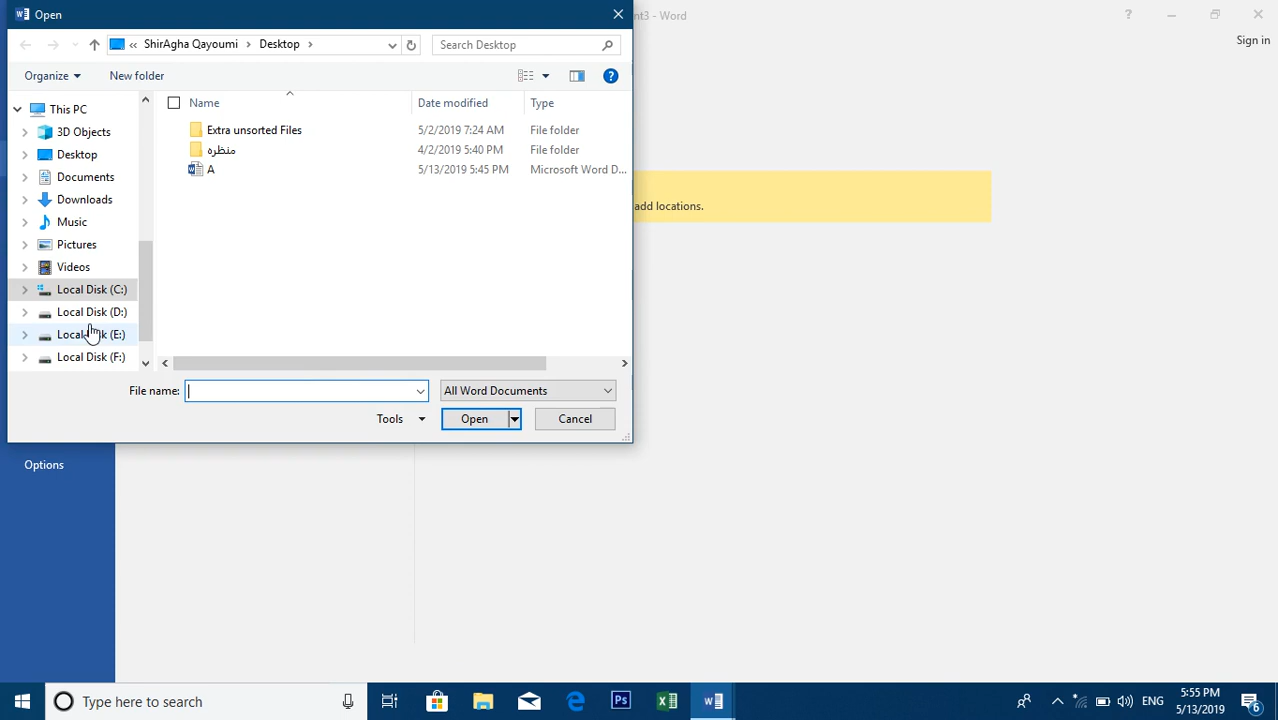 Open
nt3 - Word
?
Sign in
« ShirAgha Qayoumi > Desktop >
Search Desktop
Organize
New folder
?
This PC
3D Objects
Desktop
Documents
Downloads
Music
Pictures
Videos
Local Disk (C:)
Local Disk (D:)
Local Disk (E:)
Local Disk (F:)
Name
Date modified
Type
Extra unsorted Files
5/2/2019 7:24 AM
File folder
منظره
4/2/2019 5:40 PM
File folder
A
5/13/2019 5:45 PM
Microsoft Word D...
add locations.
File name:
All Word Documents
Tools
Open
Cancel
Options
Type here to search
Ps
ENG
5:55 PM
5/13/2019
6